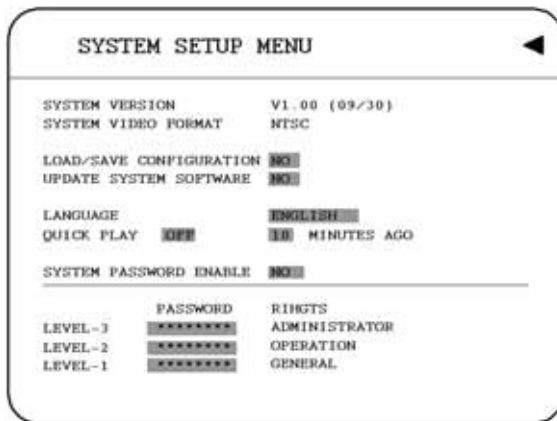 SYSTEM SETUP MENU
SYSTEM VERSION V1.00 (09/30)
SYSTEM VIDEO FORMAT NTSC
LOAD/SAVE CONFIGURATION NO
UPDATE SYSTEM SOFTWARE NO
LANGUAGE ENGLISH
QUICK PLAY OFF 10 MINUTES AGO
SYSTEM PASSWORD ENABLE NO
PASSWORD RIHGTS
LEVEL-3 ******** ADMINISTRATOR
LEVEL-2 ******** OPERATION
LEVEL-1 ******** GENERAL